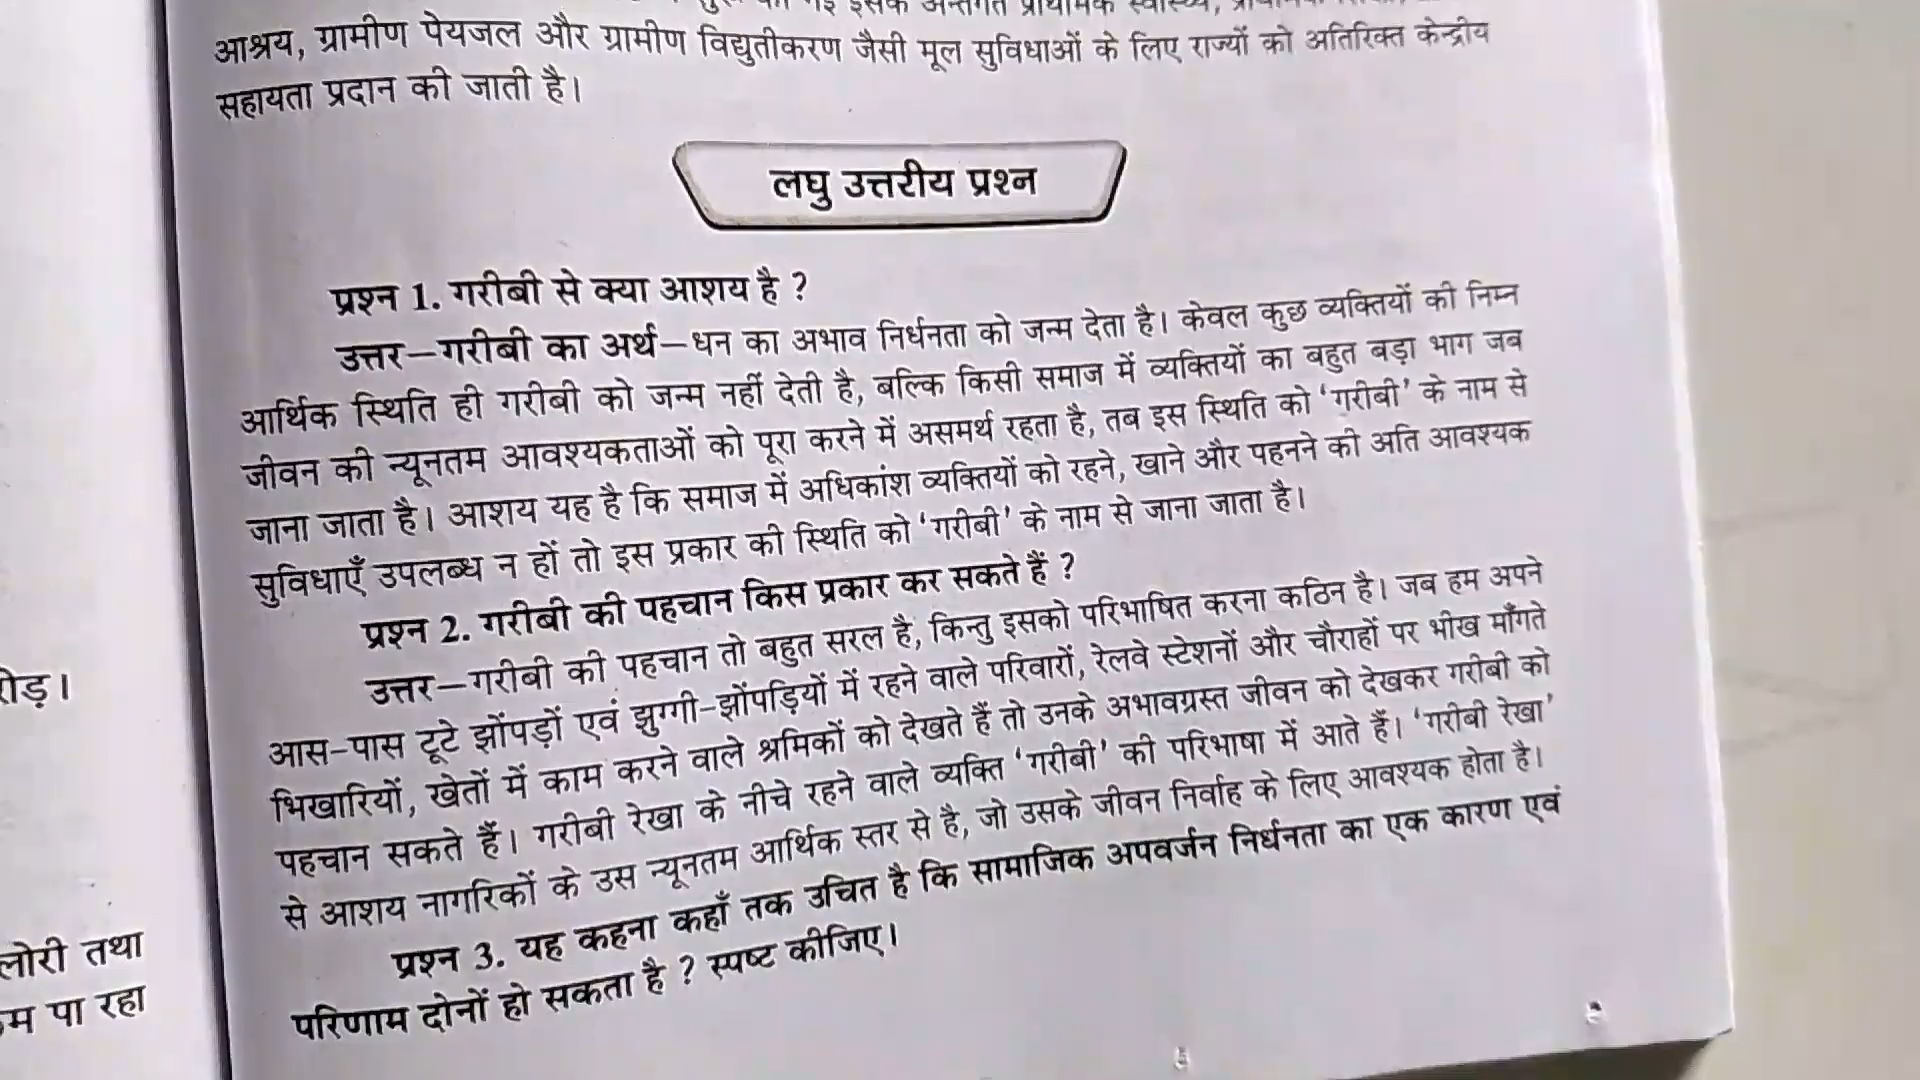 आश्रय, ग्रामीण पेयजल और ग्रामीण विद्युतीकरण जैसी मूल सुविधाओं के लिए राज्यों को अतिरिक्त केन्द्रीय
सहायता प्रदान की जाती है।
लघु उत्तरीय प्रश्न
प्रश्न 1. गरीबी से क्या आशय है ?
उत्तर—गरीबी का अर्थ—धन का अभाव निर्धनता को जन्म देता है। केवल कुछ व्यक्तियों की निम्न
आर्थिक स्थिति ही गरीबी को जन्म नहीं देती है, बल्कि किसी समाज में व्यक्तियों का बहुत बड़ा भाग जब
जीवन की न्यूनतम आवश्यकताओं को पूरा करने में असमर्थ रहता है, तब इस स्थिति को ‘गरीबी’ के नाम से
जाना जाता है। आशय यह है कि समाज में अधिकांश व्यक्तियों को रहने, खाने और पहनने की अति आवश्यक
सुविधाएँ उपलब्ध न हों तो इस प्रकार की स्थिति को ‘गरीबी’ के नाम से जाना जाता है।
प्रश्न 2. गरीबी की पहचान किस प्रकार कर सकते हैं ?
उत्तर—गरीबी की पहचान तो बहुत सरल है, किन्तु इसको परिभाषित करना कठिन है। जब हम अपने
आस-पास टूटे झोंपड़ों एवं झुग्गी-झोंपड़ियों में रहने वाले परिवारों, रेलवे स्टेशनों और चौराहों पर भीख माँगते
भिखारियों, खेतों में काम करने वाले श्रमिकों को देखते हैं तो उनके अभावग्रस्त जीवन को देखकर गरीबी को
पहचान सकते हैं। गरीबी रेखा के नीचे रहने वाले व्यक्ति ‘गरीबी’ की परिभाषा में आते हैं। ‘गरीबी रेखा’
से आशय नागरिकों के उस न्यूनतम आर्थिक स्तर से है, जो उसके जीवन निर्वाह के लिए आवश्यक होता है।
प्रश्न 3. यह कहना कहाँ तक उचित है कि सामाजिक अपवर्जन निर्धनता का एक कारण एवं
परिणाम दोनों हो सकता है ? स्पष्ट कीजिए।
तथा
पा रहा